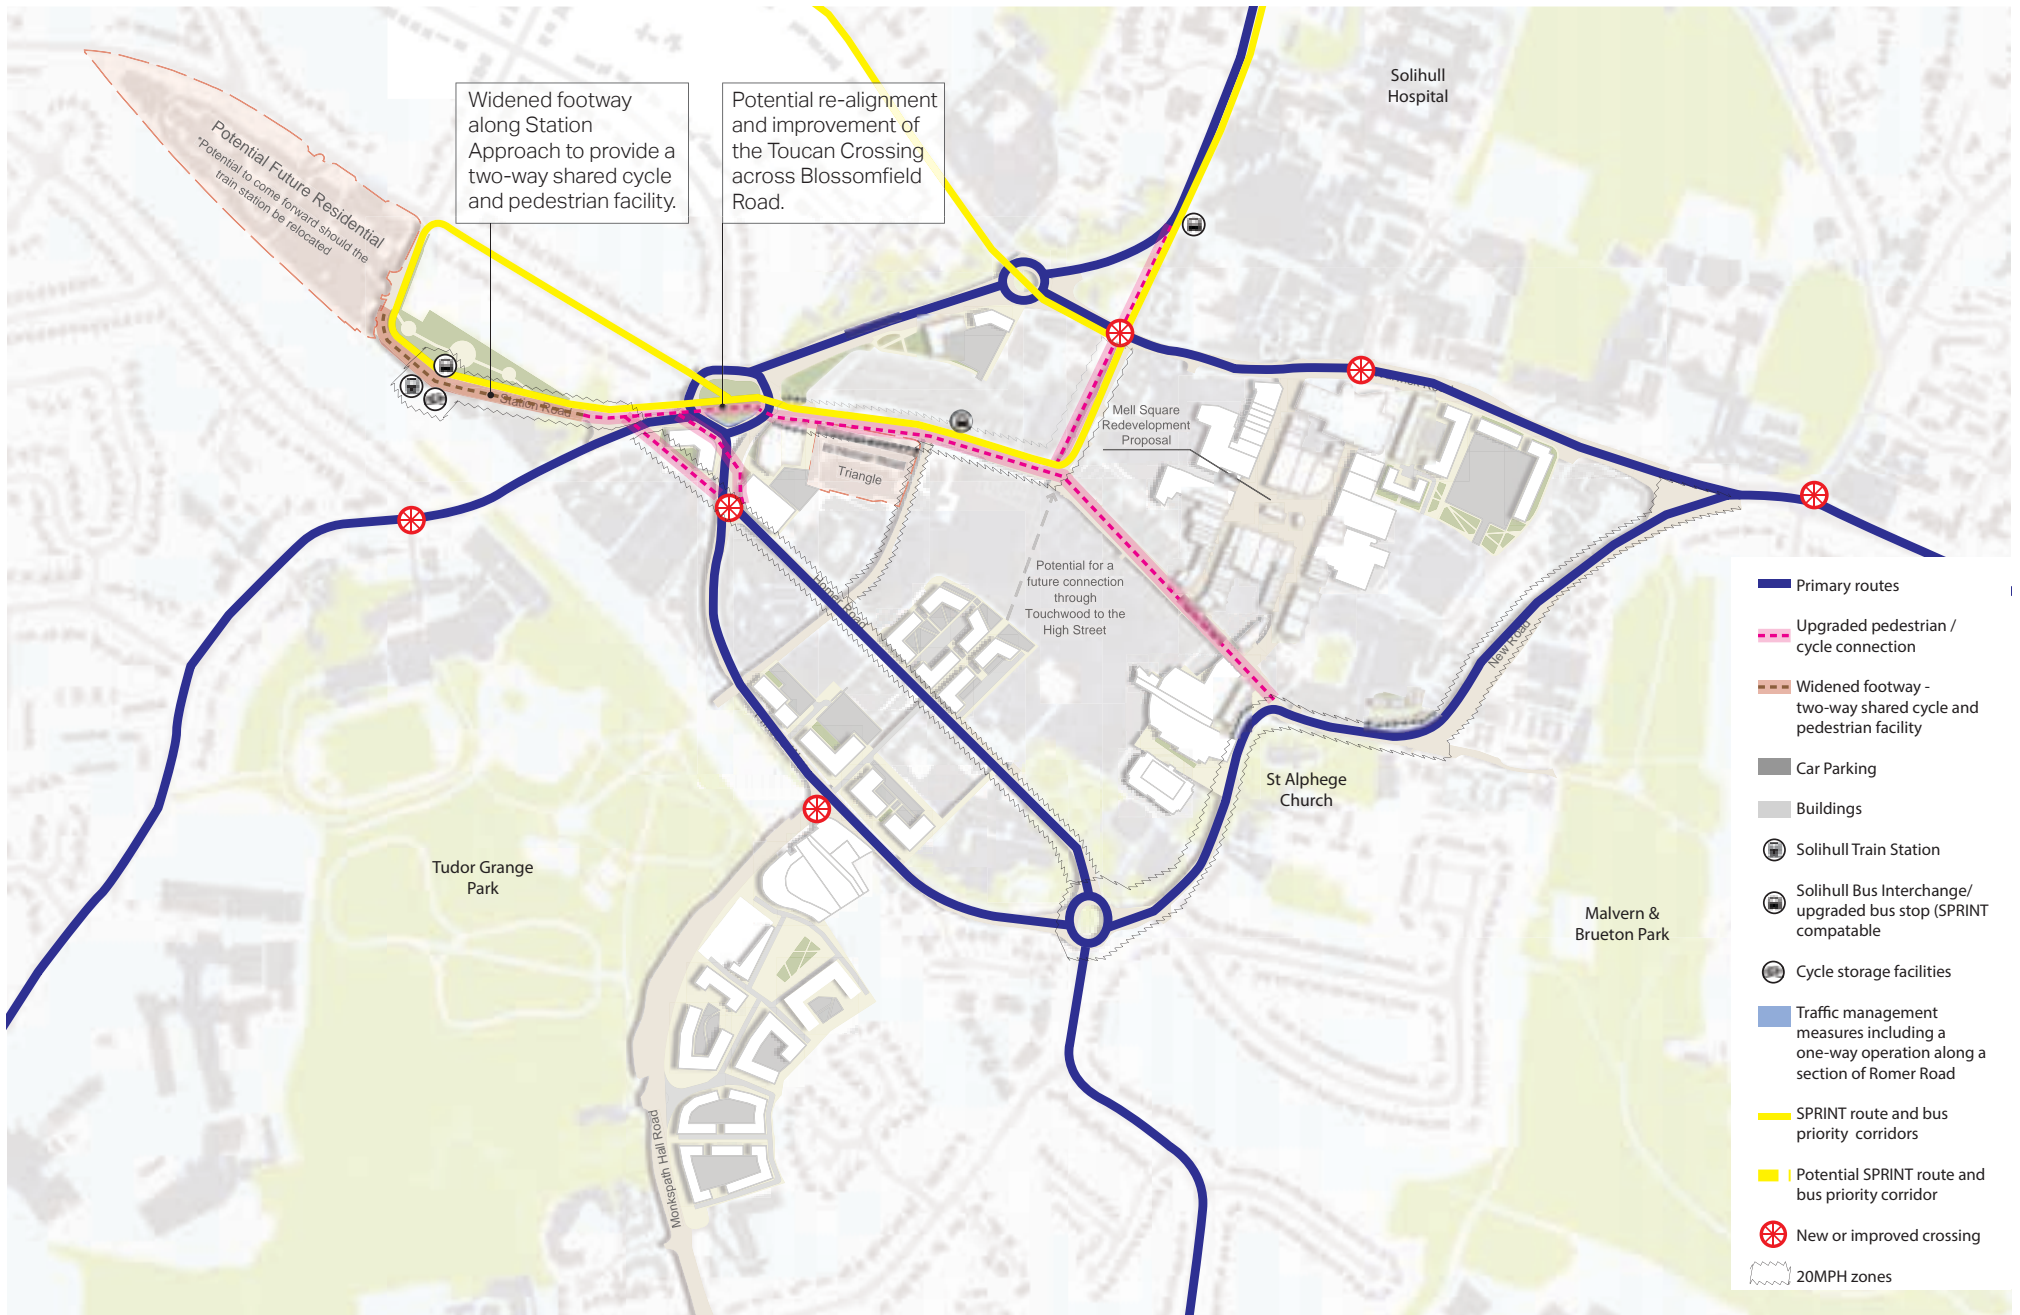 Solihull
Hospital
Widened footway
along Station
Approach to provide a
two-way shared cycle
and pedestrian facility.
Potential re-alignment
and improvement of
the Toucan Crossing
across Blossomfield
Road.
Potential Future Residential
*Potential to come forward should the
train station be relocated
Station Road
Mell Square
Redevelopment
Proposal
Triangle
Homer Road
Potential for a
future connection
through
Touchwood to the
High Street
New Road
St Alphege
Church
Tudor Grange
Park
Malvern &
Brueton Park
Monkspath Hall Road
Primary routes
Upgraded pedestrian /
cycle connection
Widened footway -
two-way shared cycle and
pedestrian facility
Car Parking
Buildings
Solihull Train Station
Solihull Bus Interchange/
upgraded bus stop (SPRINT
compatable
Cycle storage facilities
Traffic management
measures including a
one-way operation along a
section of Romer Road
SPRINT route and bus
priority corridors
Potential SPRINT route and
bus priority corridor
New or improved crossing
20MPH zones